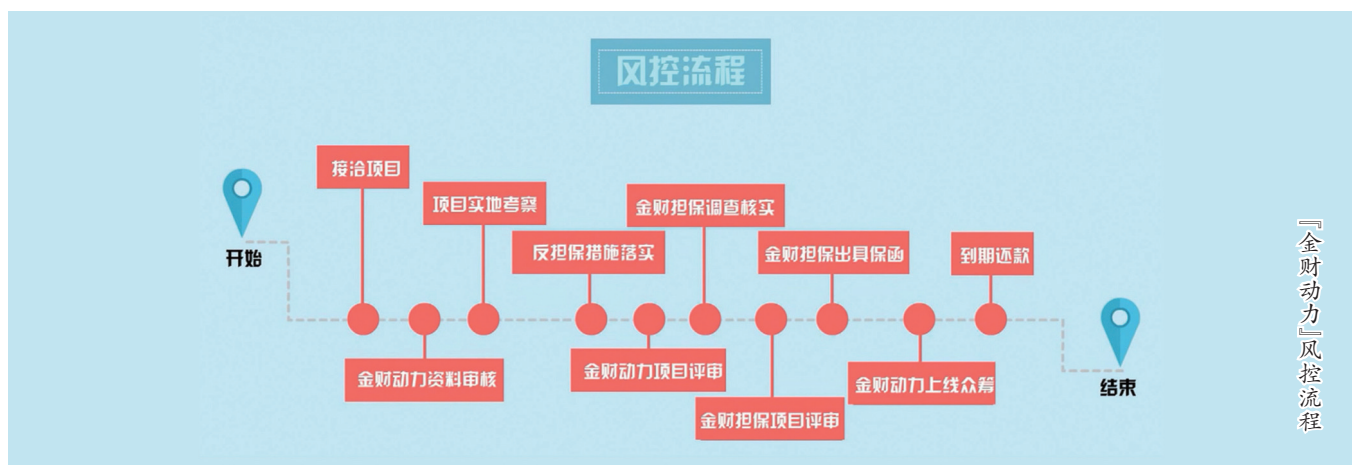 风控流程
开始
接洽项目
金财动力资料审核
项目实地考察
反担保措施落实
金财动力项目评审
金财担保调查核实
金财担保项目评审
金财担保出具保函
金财动力上线众筹
到期还款
结束
『金财动力』风控流程